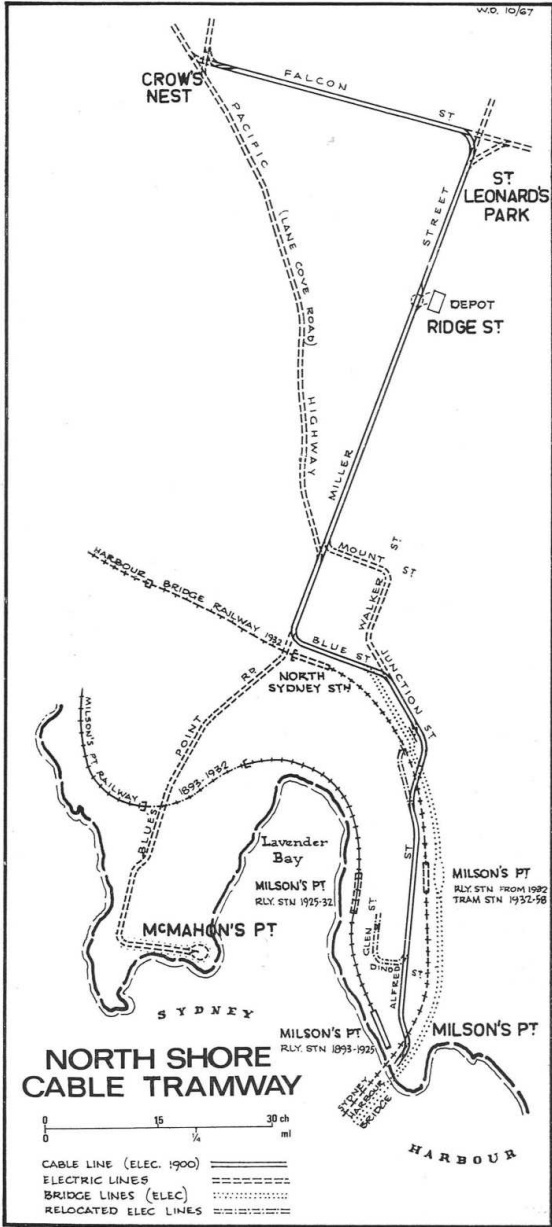 W.D. 10/67
CROW'S
NEST
FALCON ST
PACIFIC
(LANE COVE ROAD)
HIGHWAY
ST
LEONARD'S
PARK
STREET
DEPOT
RIDGE ST
MILLER
MOUNT ST
WALKER ST
HARBOUR BRIDGE RAILWAY 1932
BLUE ST
JUNCTION ST
NORTH
SYDNEY STN
BLUES POINT RD
MILSON'S PT RAILWAY 1893-1932
Lavender
Bay
MILSON'S PT
RLY. STN 1925-32
MILSON'S PT
RLY. STN FROM 1932
TRAM STN 1932-58
GLEN ST
DIND ST
ALFRED ST
McMAHON'S PT
SYDNEY
MILSON'S PT
RLY. STN 1893-1925
MILSON'S PT
SYDNEY
HARBOUR
BRIDGE
HARBOUR
NORTH SHORE
CABLE TRAMWAY
0 15 30 ch
0 1/4 ml
CABLE LINE (ELEC. 1900)
ELECTRIC LINES
BRIDGE LINES (ELEC)
RELOCATED ELEC LINES